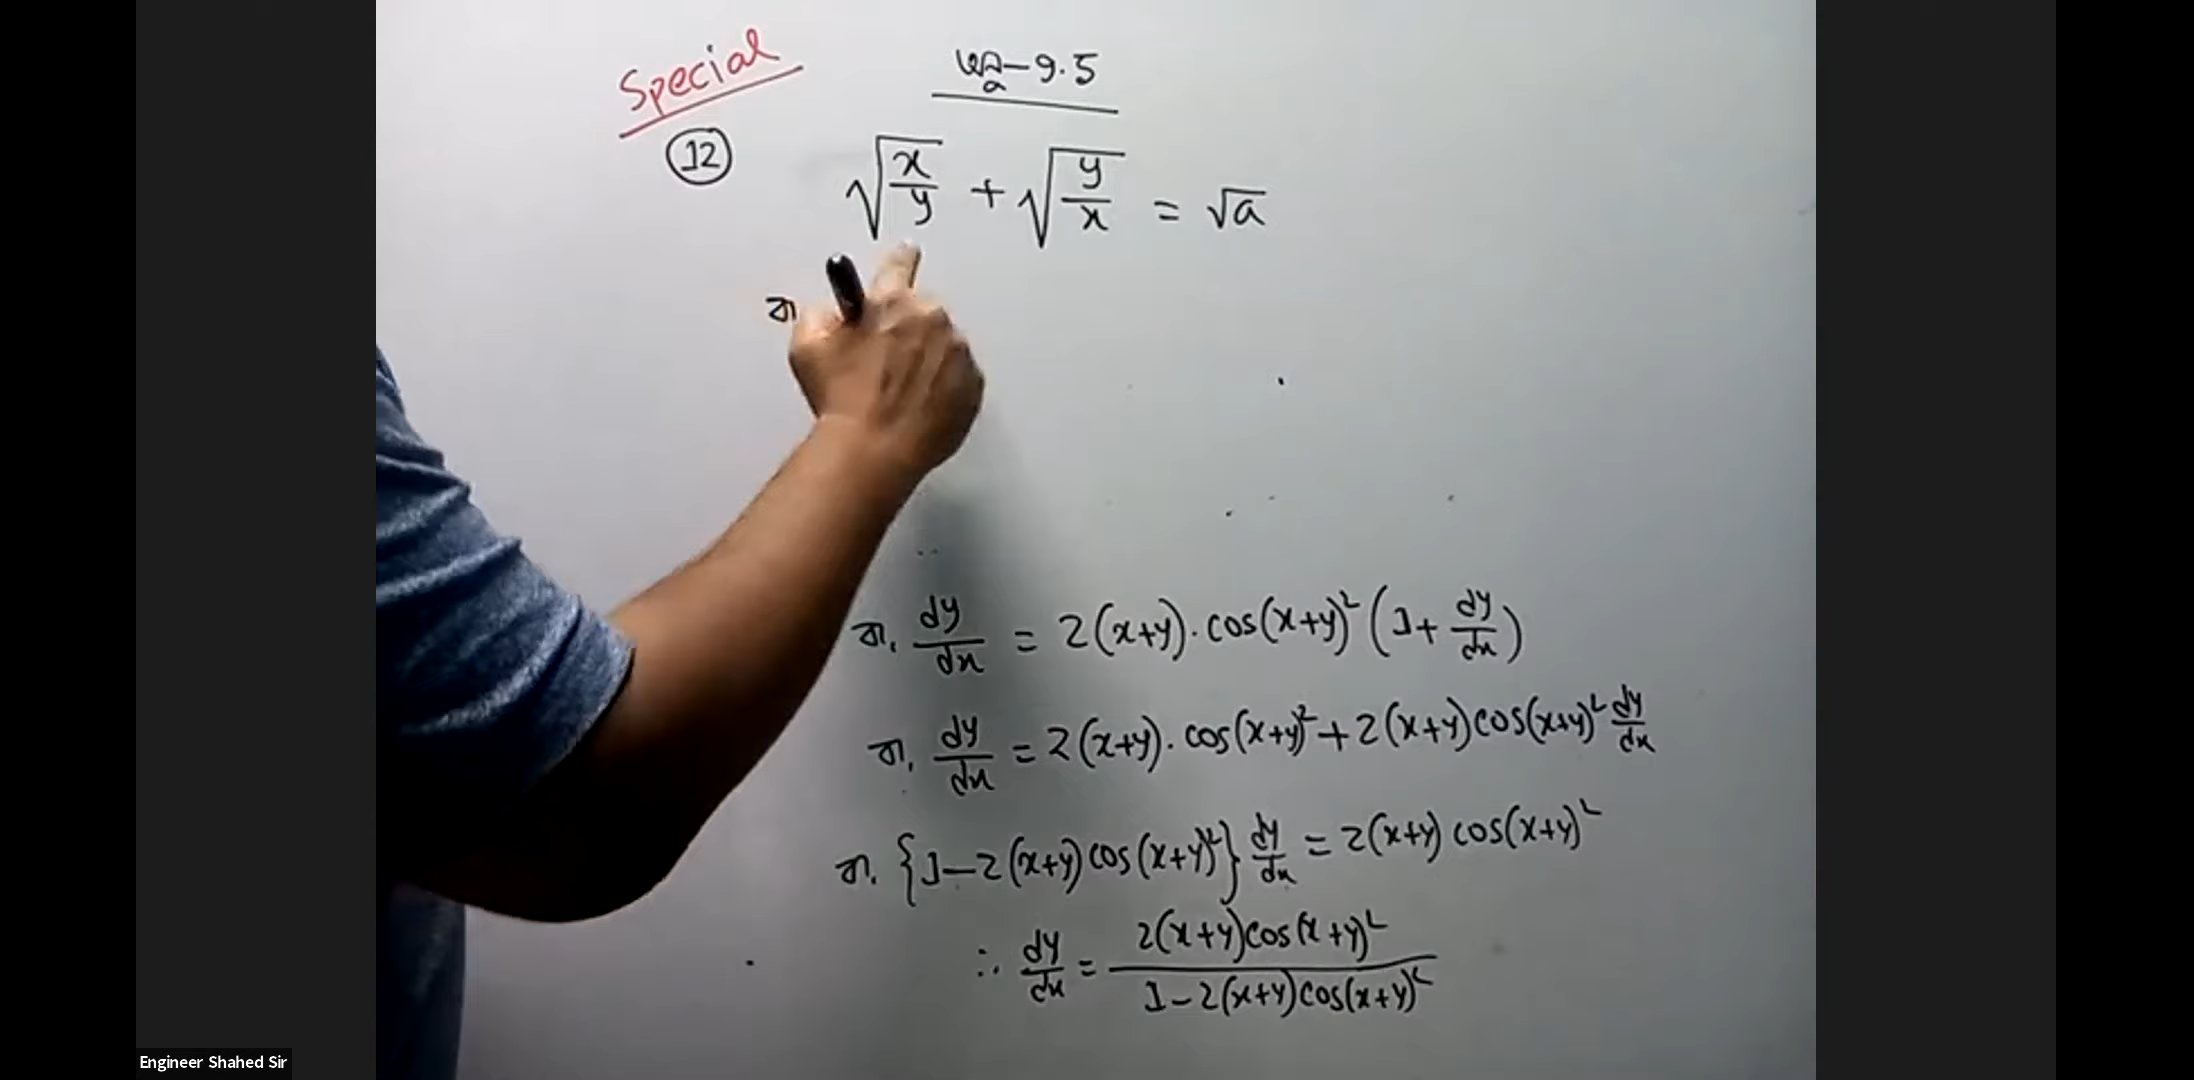 Special
অনু-9.5
12
√(x/y) + √(y/x) = √a
বা
বা, dy/dx = 2(x+y).cos(x+y)² (1 + dy/dx)
বা, dy/dx = 2(x+y).cos(x+y)² + 2(x+y)cos(x+y)² dy/dx
বা, {1-2(x+y)cos(x+y)²} dy/dx = 2(x+y) cos(x+y)²
∴ dy/dx = 2(x+y)cos(x+y)² / 1-2(x+y)cos(x+y)²
Engineer Shahed Sir